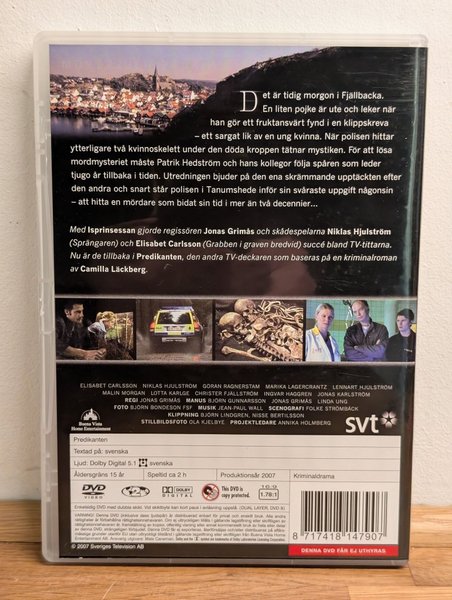 Det är tidig morgon i Fjällbacka.
En liten pojke är ute och leker när
han gör ett fruktansvärt fynd i en klippskreva
– ett sargat lik av en ung kvinna. När polisen hittar
ytterligare två kvinnoskelett under den döda kroppen tätnar mystiken. För att lösa
mordmysteriet måste Patrik Hedström och hans kollegor följa spåren som leder
tjugo år tillbaka i tiden. Utredningen bjuder på den ena skrämmande upptäckten efter
den andra och snart står polisen i Tanumshede inför sin svåraste uppgift någonsin
– att hitta en mördare som bidat sin tid i mer än två decennier...
Med Isprinsessan gjorde regissören Jonas Grimås och skådespelarna Niklas Hjulström
(Sprängaren) och Elisabet Carlsson (Grabben i graven bredvid) succé bland TV-tittarna.
Nu är de tillbaka i Predikanten, den andra TV-deckaren som baseras på en kriminalroman
av Camilla Läckberg.
ELISABET CARLSSON NIKLAS HJULSTRÖM GÖRAN RAGNERSTAM MARIKA LAGERCRANTZ LENNART HJULSTRÖM
MALIN MORGAN LOTTA KARLGE CHRISTER FJÄLLSTRÖM INGVAR HAGGREN JONAS KARLSTRÖM
REGI JONAS GRIMÅS MANUS BJÖRN GUNNARSSON JONAS GRIMÅS LINDA UNG
FOTO BJÖRN BONDESON FSF MUSIK JEAN-PAUL WALL SCENOGRAFI FOLKE STRÖMBÄCK
KLIPPNING BJÖRN LINDGREN, NISSE BERTILSSON
STILLBILDSFOTO OLA KJELBYE PROJEKTLEDARE ANNIKA HOLMBERG
Buena Vista
Home Entertainment
svt
Predikanten
Textad på: svenska
Ljud: Dolby Digital 5.1 svenska
Åldersgräns 15 år Speltid ca 2 h Produktionsår 2007 Kriminaldrama
DVD
VIDEO
2
DOLBY
DIGITAL
This DVD is
copy protected.
16:9
1.78:1
8 717418 147907
DENNA DVD FÅR EJ UTHYRAS
© 2007 Sveriges Television AB